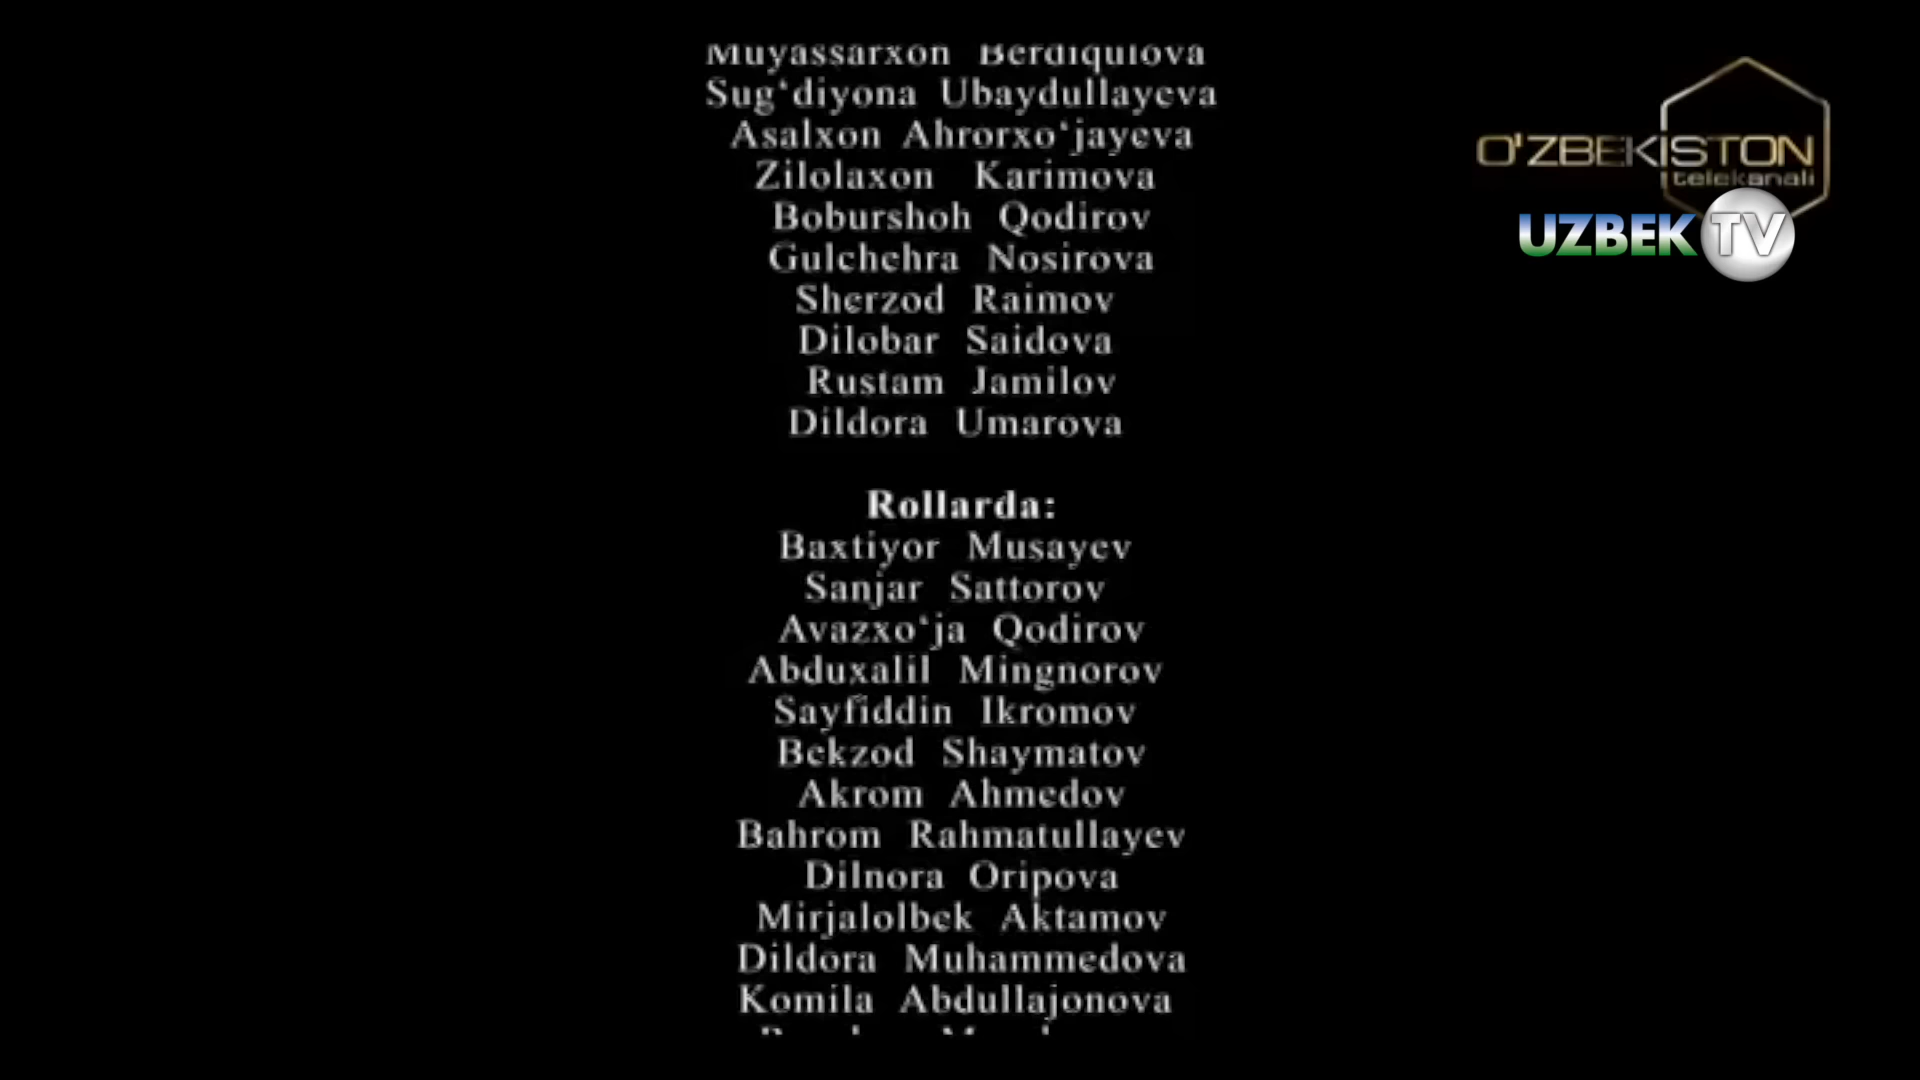 Muyassarxon Berdiqulova
Sug‘diyona Ubaydullayeva
Asalxon Ahrorxo‘jayeva
Zilolaxon Karimova
Boburshoh Qodirov
Gulchehra Nosirova
Sherzod Raimov
Dilobar Saidova
Rustam Jamilov
Dildora Umarova
Rollarda:
Baxtiyor Musayev
Sanjar Sattorov
Avazxo‘ja Qodirov
Abduxalil Mingnorov
Sayfiddin Ikromov
Bekzod Shaymatov
Akrom Ahmedov
Bahrom Rahmatullayev
Dilnora Oripova
Mirjalolbek Aktamov
Dildora Muhammedova
Komila Abdullajonova
O'ZBEKISTON
telekanali
UZBEK TV